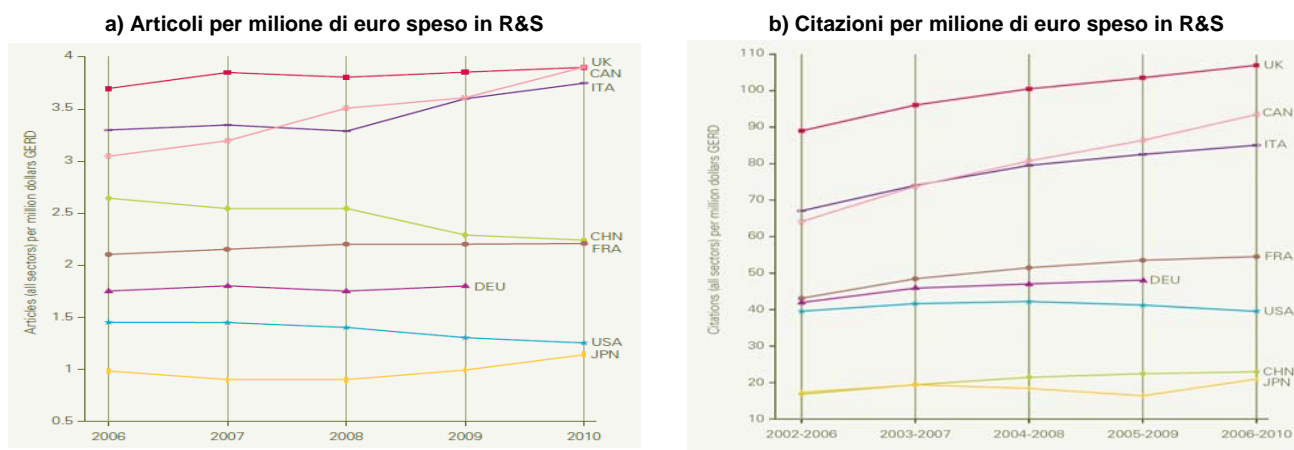 a) Articoli per milione di euro speso in R&S
Articles (all sectors) per million dollars GERD
4
3.5
3
2.5
2
1.5
1
0.5
2006
2007
2008
2009
2010
UK
CAN
ITA
CHN
FRA
DEU
USA
JPN
b) Citazioni per milione di euro speso in R&S
Citations (all sectors) per million dollars GERD
110
100
90
80
70
60
50
40
30
20
10
2002-2006
2003-2007
2004-2008
2005-2009
2006-2010
UK
CAN
ITA
FRA
DEU
USA
CHN
JPN